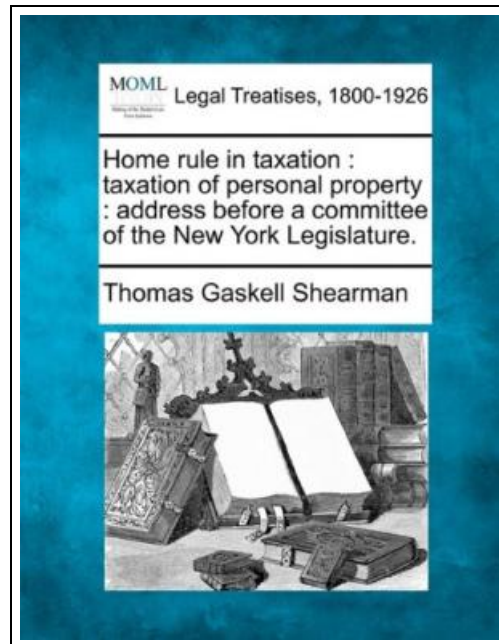 MOML
Legal Treatises, 1800-1926
Home rule in taxation :
taxation of personal property
: address before a committee
of the New York Legislature.
Thomas Gaskell Shearman